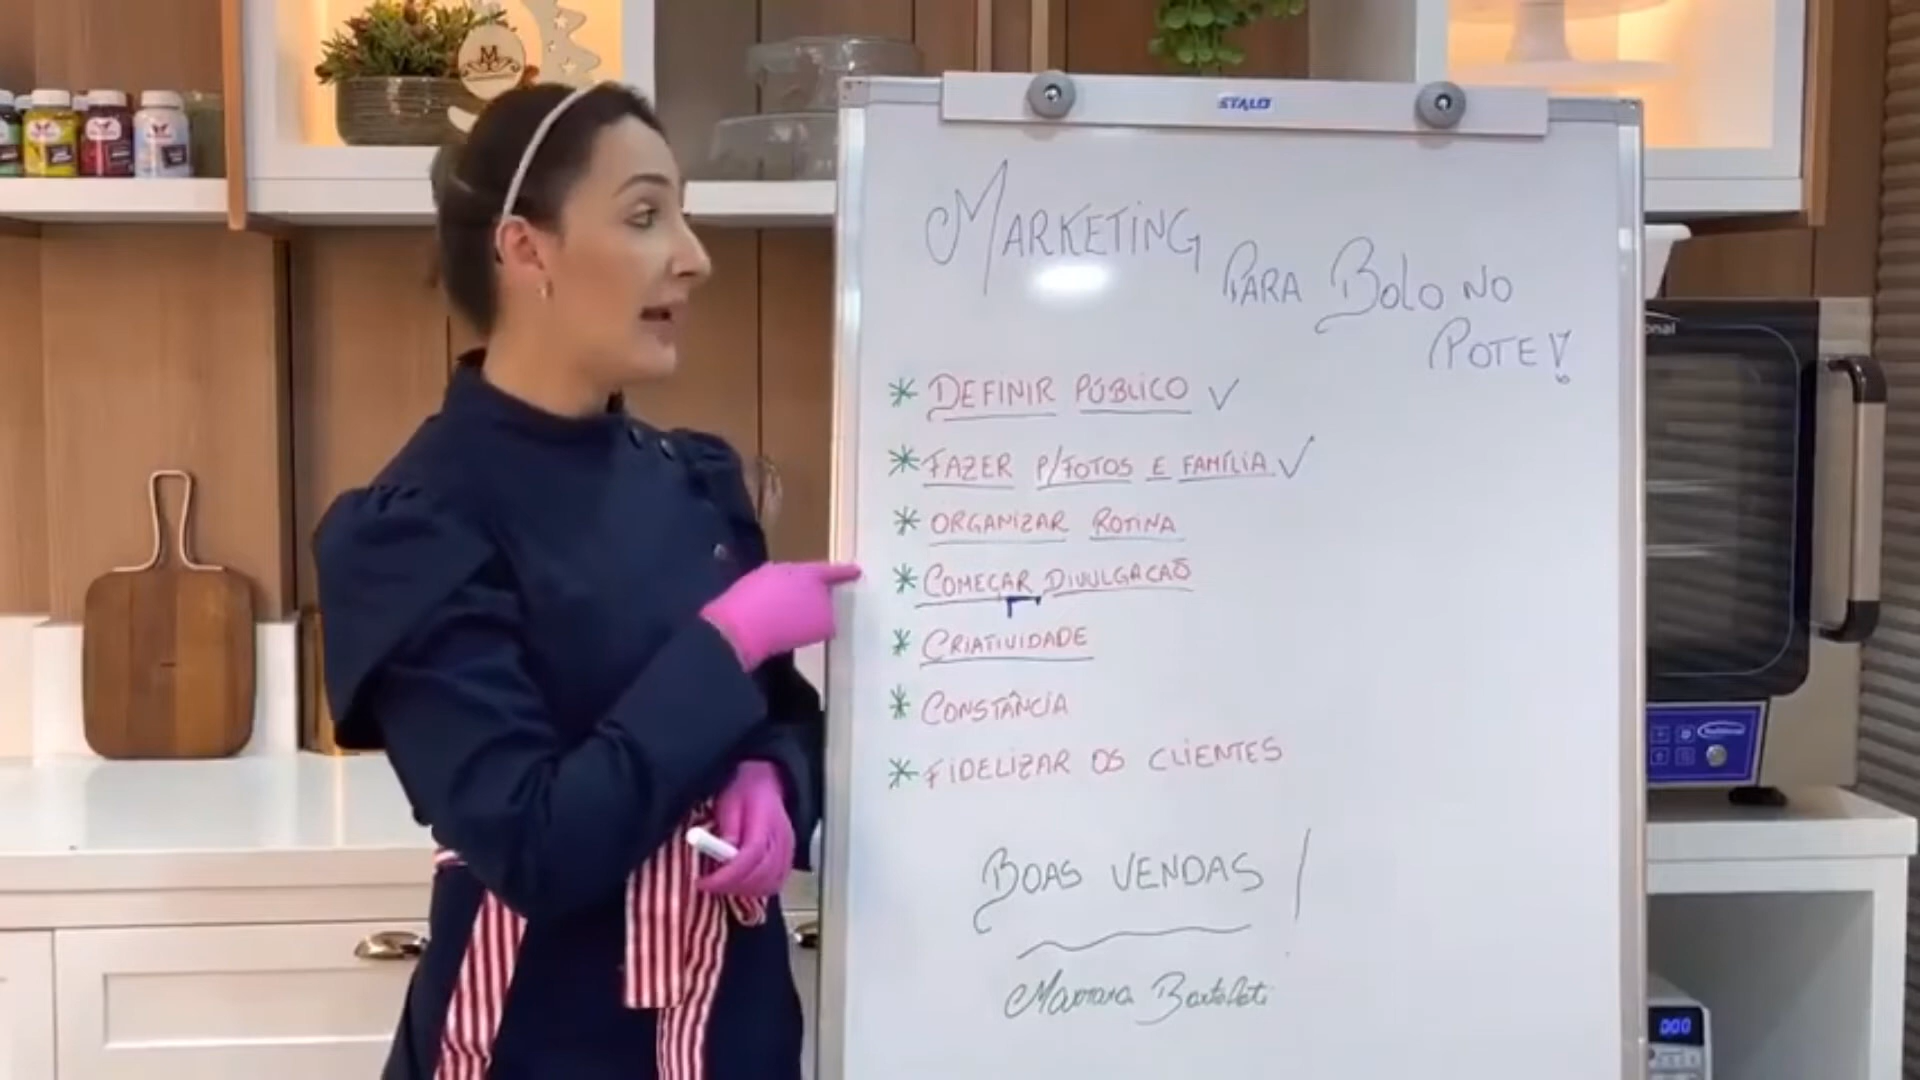 STALO
MARKETING
PARA BOLO NO
POTE!
* DEFINIR PÚBLICO ✓
* FAZER P/FOTOS E FAMÍLIA ✓
* ORGANIZAR ROTINA
* COMEÇAR DIVULGAÇÃO
* CRIATIVIDADE
* CONSTÂNCIA
* FIDELIZAR OS CLIENTES
BOAS VENDAS!
000